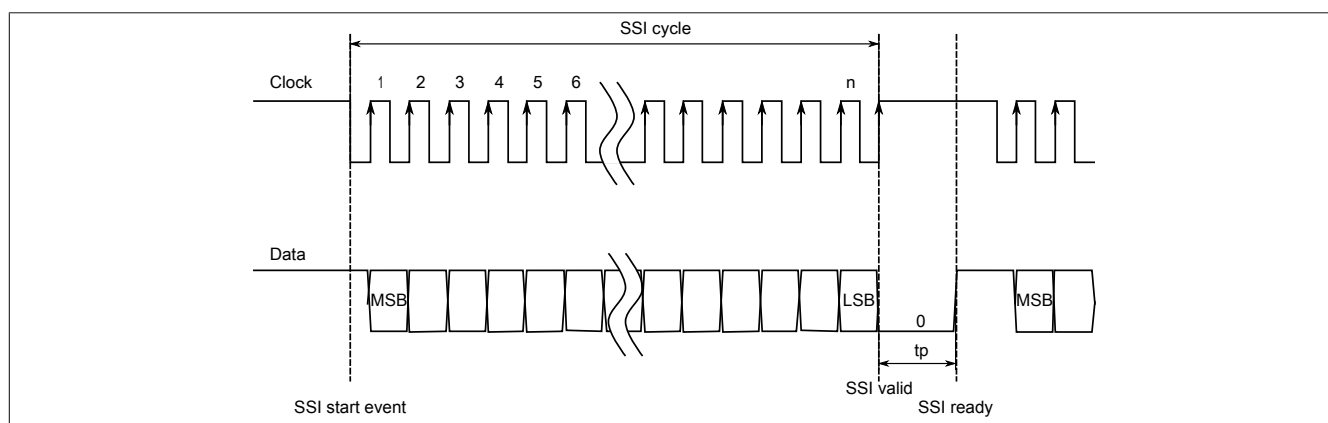 SSI cycle
Clock
1 2 3 4 5 6 n
Data
MSB LSB MSB
0
tp
SSI valid
SSI start event SSI ready